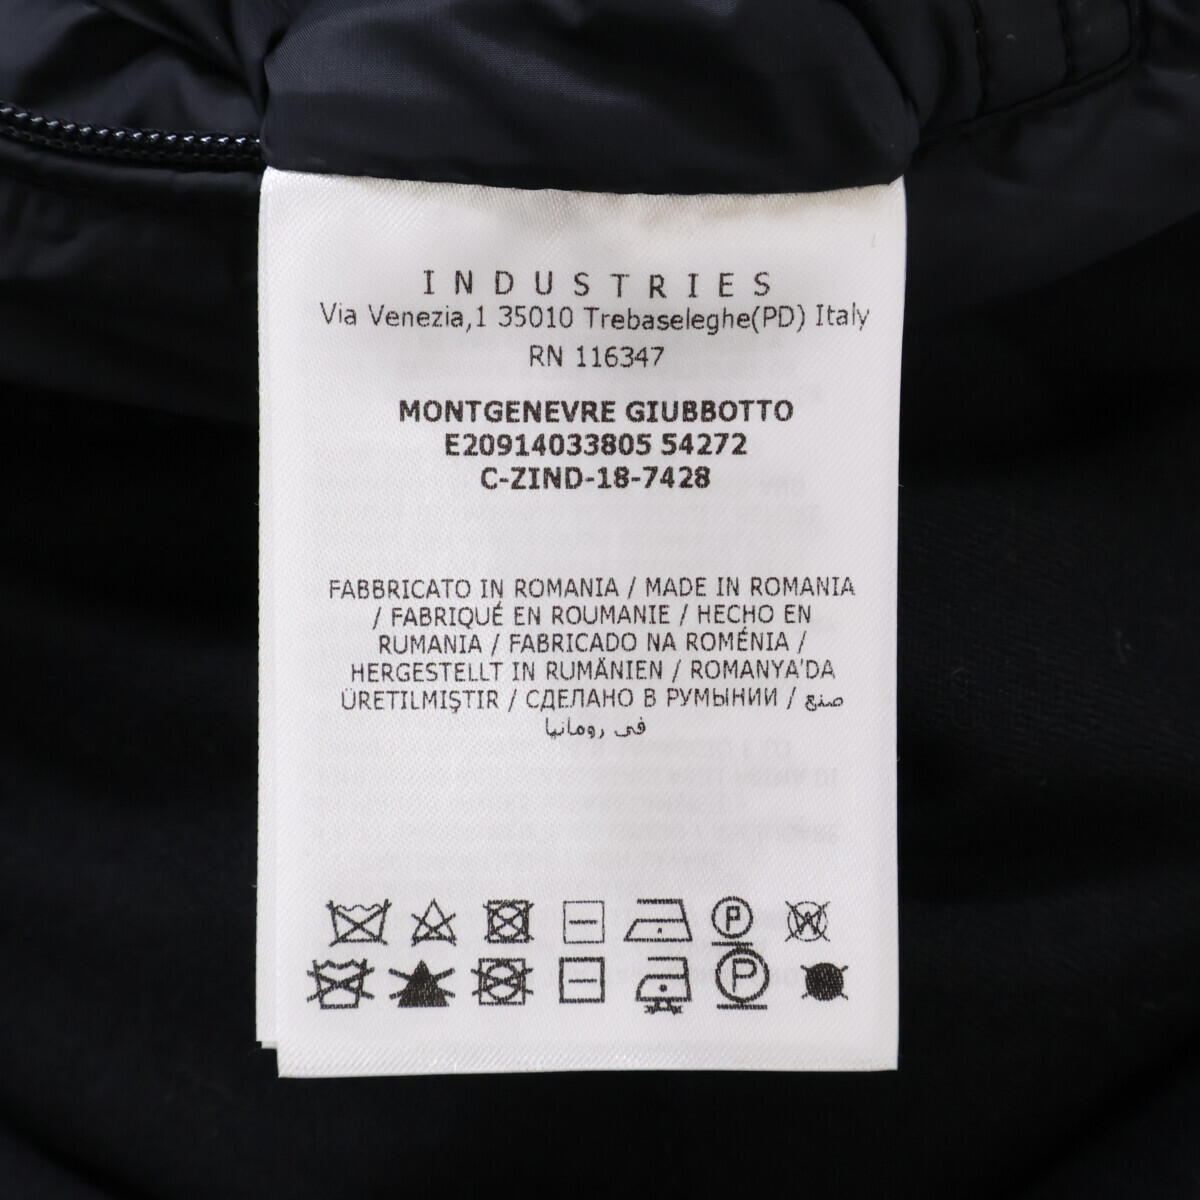 INDUSTRIES
Via Venezia,1 35010 Trebaseleghe(PD) Italy
RN 116347
MONTGENEVRE GIUBBOTTO
E20914033805 54272
C-ZIND-18-7428
FABBRICATO IN ROMANIA / MADE IN ROMANIA
/ FABRIQUÉ EN ROUMANIE / HECHO EN
RUMANIA / FABRICADO NA ROMÉNIA /
HERGESTELLT IN RUMÄNIEN / ROMANYA'DA
ÜRETILMIŞTIR / СДЕЛАНО В РУМЫНИИ / صنع
في رومانيا
P W
P